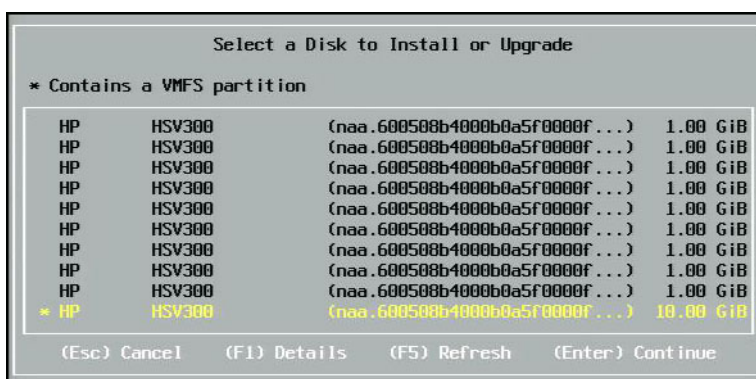 Select a Disk to Install or Upgrade
* Contains a VMFS partition
HP HSV300 (naa.600508b4000b0a5f0000f...) 1.00 GiB
HP HSV300 (naa.600508b4000b0a5f0000f...) 1.00 GiB
HP HSV300 (naa.600508b4000b0a5f0000f...) 1.00 GiB
HP HSV300 (naa.600508b4000b0a5f0000f...) 1.00 GiB
HP HSV300 (naa.600508b4000b0a5f0000f...) 1.00 GiB
HP HSV300 (naa.600508b4000b0a5f0000f...) 1.00 GiB
HP HSV300 (naa.600508b4000b0a5f0000f...) 1.00 GiB
HP HSV300 (naa.600508b4000b0a5f0000f...) 1.00 GiB
HP HSV300 (naa.600508b4000b0a5f0000f...) 1.00 GiB
* HP HSV300 (naa.600508b4000b0a5f0000f...) 10.00 GiB
(Esc) Cancel (F1) Details (F5) Refresh (Enter) Continue